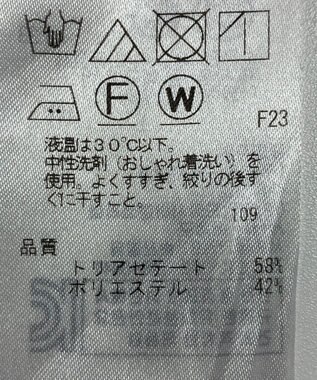 F W
F23
液温は30℃以下。
中性洗剤（おしゃれ着洗い）を
使用。よくすすぎ、絞りの後す
ぐに干すこと。
109
品質
トリアセテート 58%
ポリエステル 42%